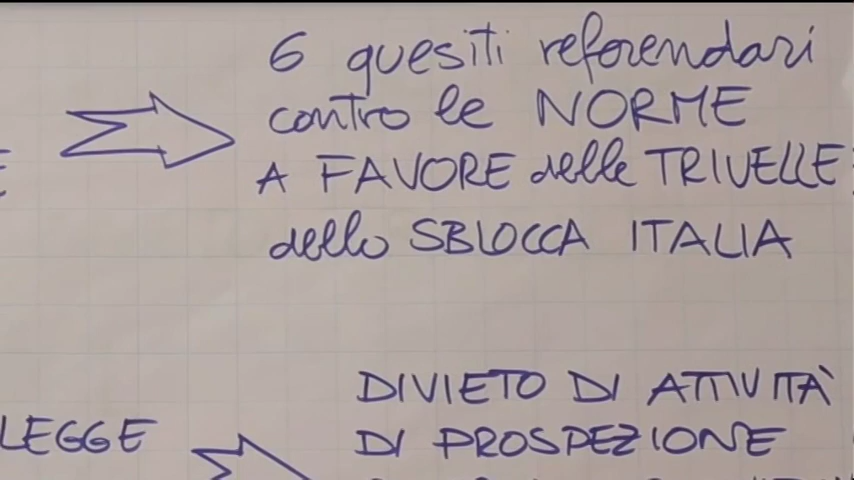 6 quesiti referendari
contro le NORME
A FAVORE delle TRIVELLE
dello SBLOCCA ITALIA
DIVIETO DI ATTIVITÀ
LEGGE
DI PROSPEZIONE